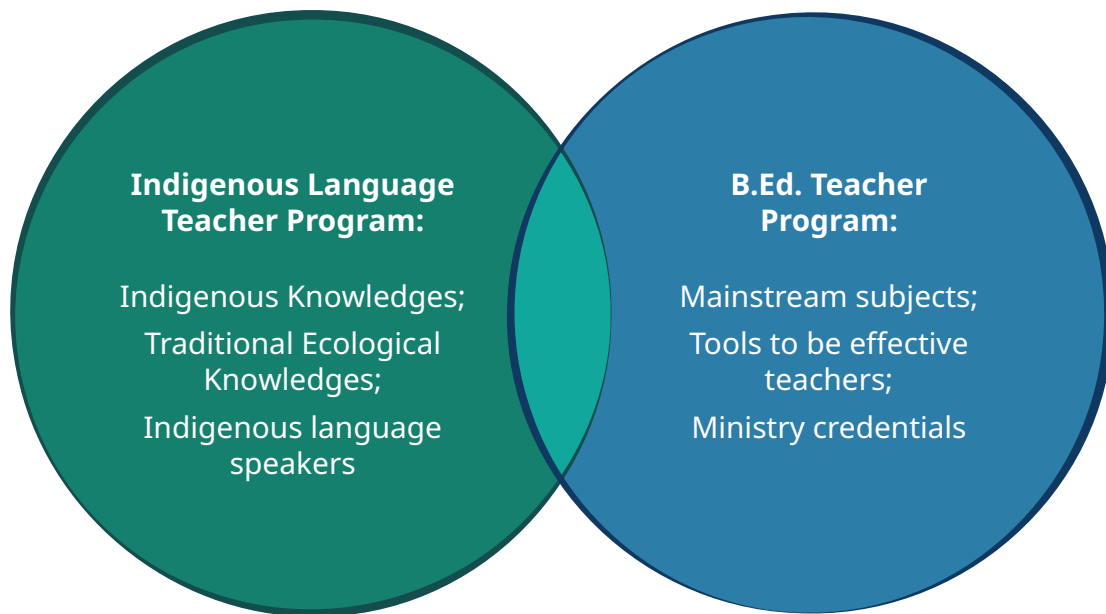 Indigenous Language
Teacher Program:
Indigenous Knowledges;
Traditional Ecological
Knowledges;
Indigenous language
speakers
B.Ed. Teacher
Program:
Mainstream subjects;
Tools to be effective
teachers;
Ministry credentials